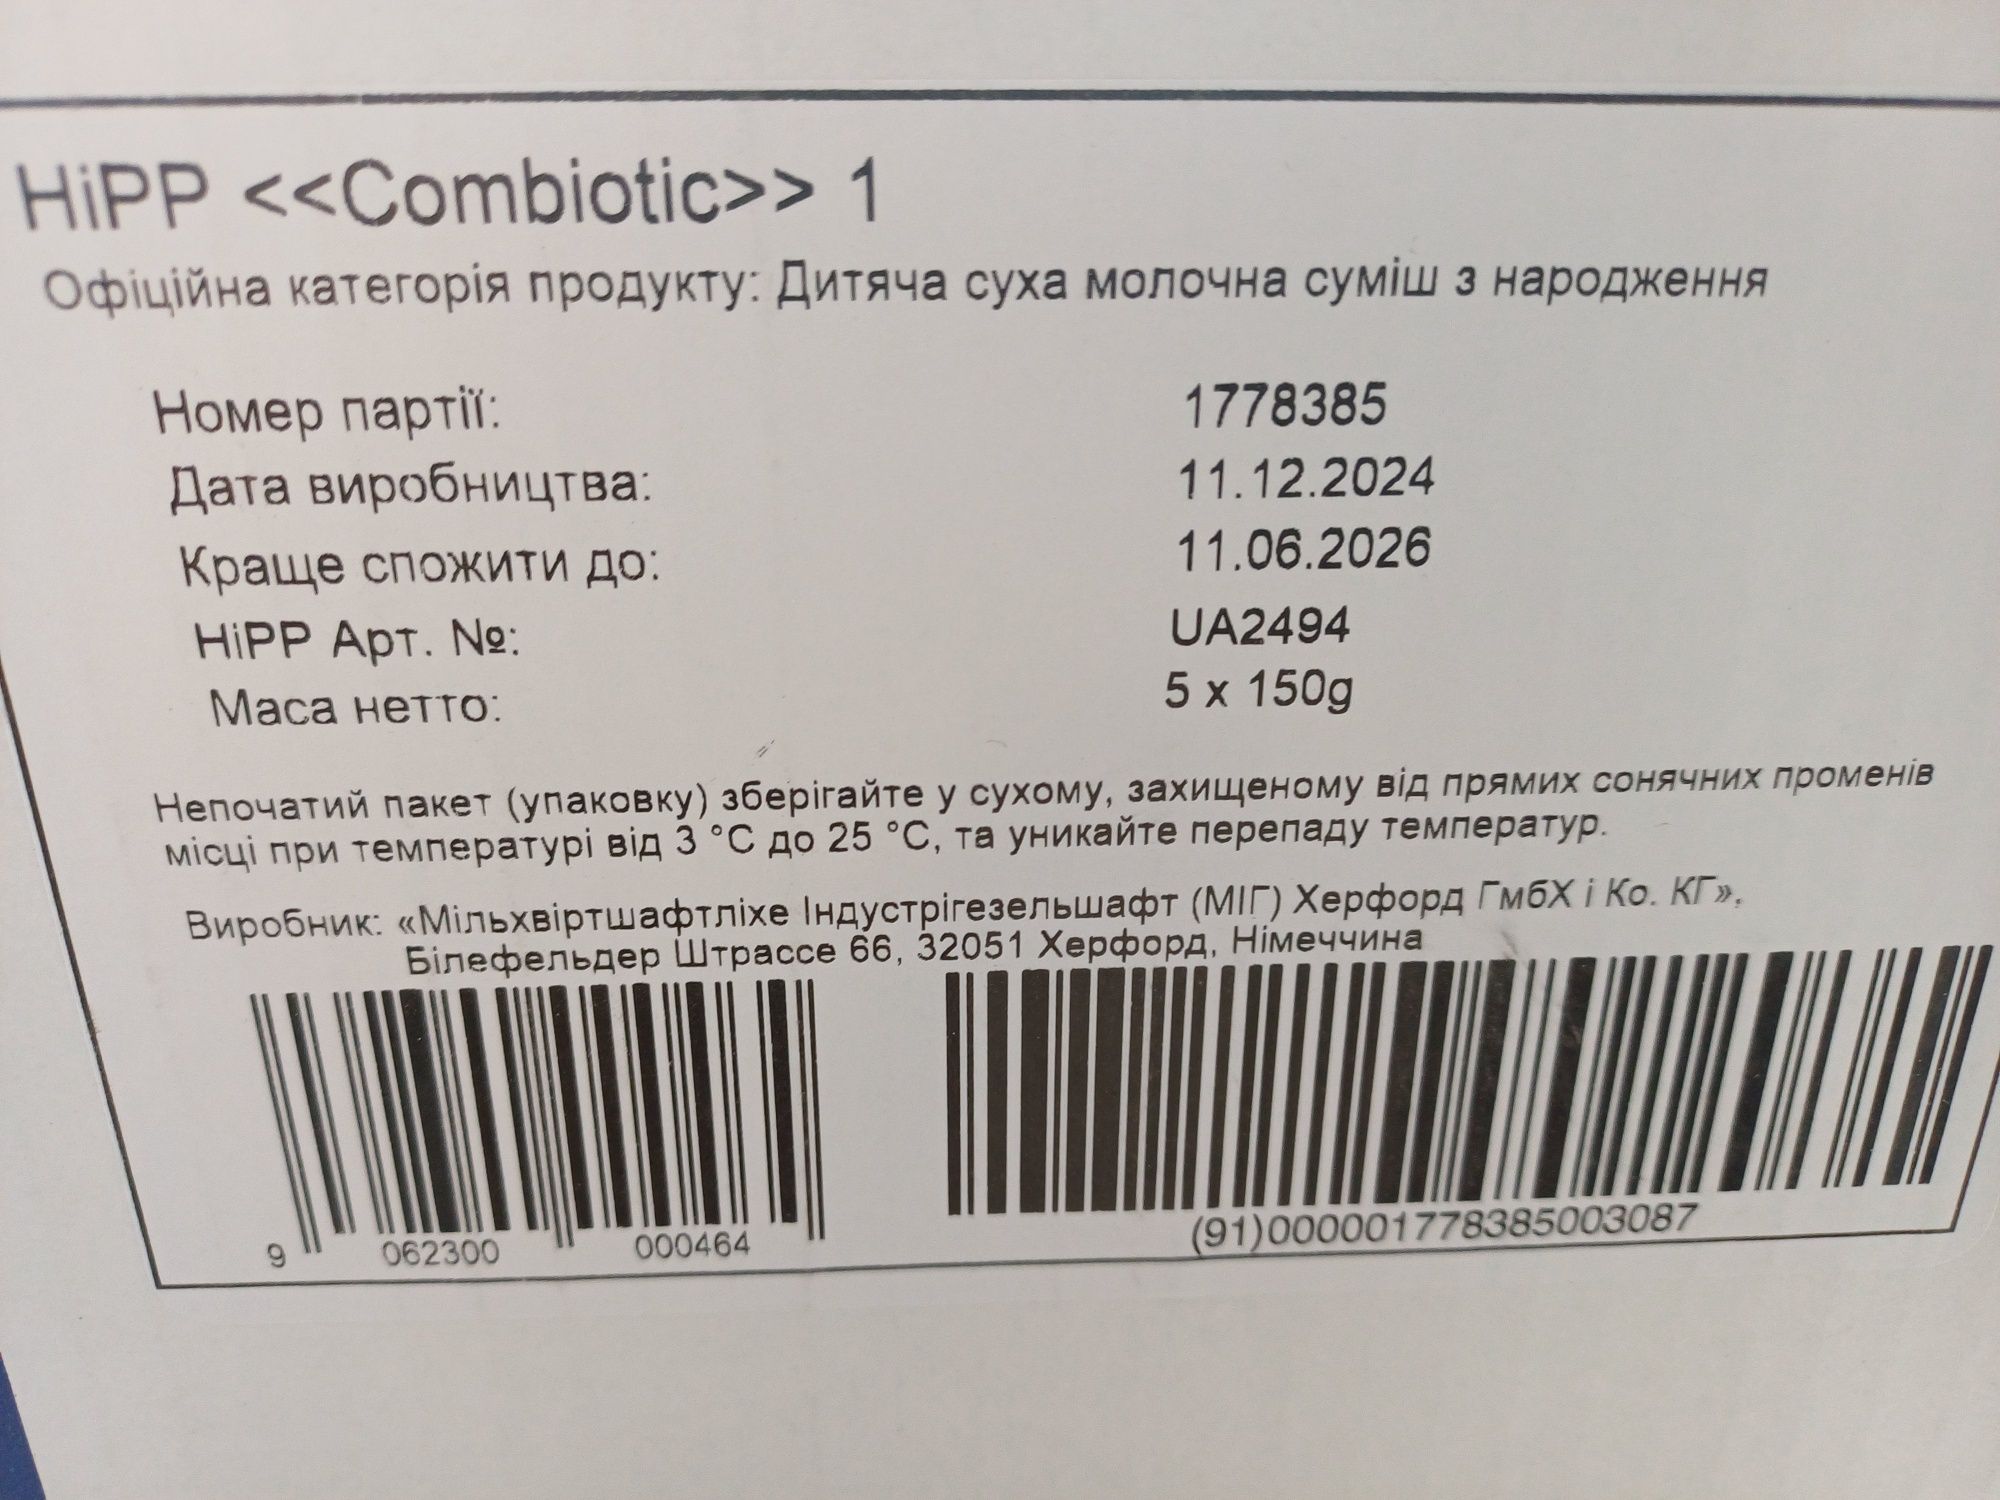 HiPP <<Combiotic>> 1
Офіційна категорія продукту: Дитяча суха молочна суміш з народження
Номер партії: 1778385
Дата виробництва: 11.12.2024
Краще спожити до: 11.06.2026
HiPP Арт. №: UA2494
Маса нетто: 5 x 150g
Непочатий пакет (упаковку) зберігайте у сухому, захищеному від прямих сонячних променів
місці при температурі від 3 °C до 25 °C, та уникайте перепаду температур.
Виробник: «Мільхвіртшафтліхе Індустрігезельшафт (МІГ) Херфорд ГмбХ і Ко. КГ»,
Білефельдер Штрассе 66, 32051 Херфорд, Німеччина
9 062300 000464
(91)000001778385003087